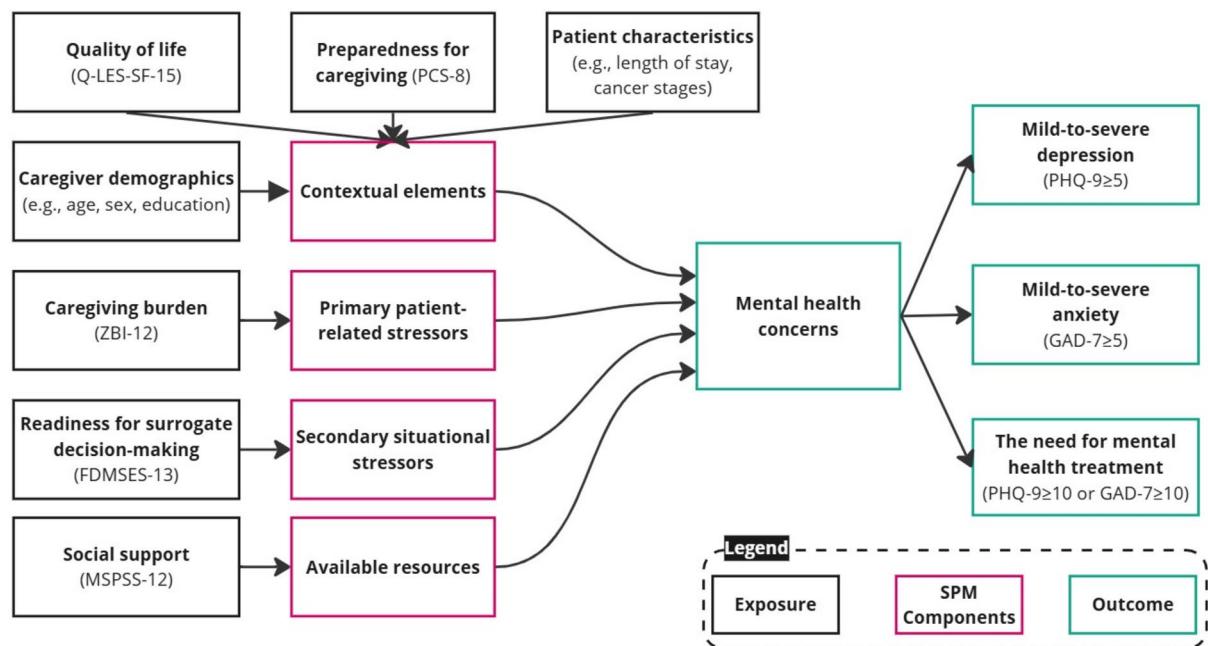 Quality of life
(Q-LES-SF-15)
Preparedness for
caregiving (PCS-8)
Patient characteristics
(e.g., length of stay,
cancer stages)
Caregiver demographics
(e.g., age, sex, education)
Contextual elements
Caregiving burden
(ZBI-12)
Primary patient-
related stressors
Readiness for surrogate
decision-making
(FDMSES-13)
Secondary situational
stressors
Social support
(MSPSS-12)
Available resources
Mental health
concerns
Mild-to-severe
depression
(PHQ-9≥5)
Mild-to-severe
anxiety
(GAD-7≥5)
The need for mental
health treatment
(PHQ-9≥10 or GAD-7≥10)
Legend
Exposure
SPM
Components
Outcome